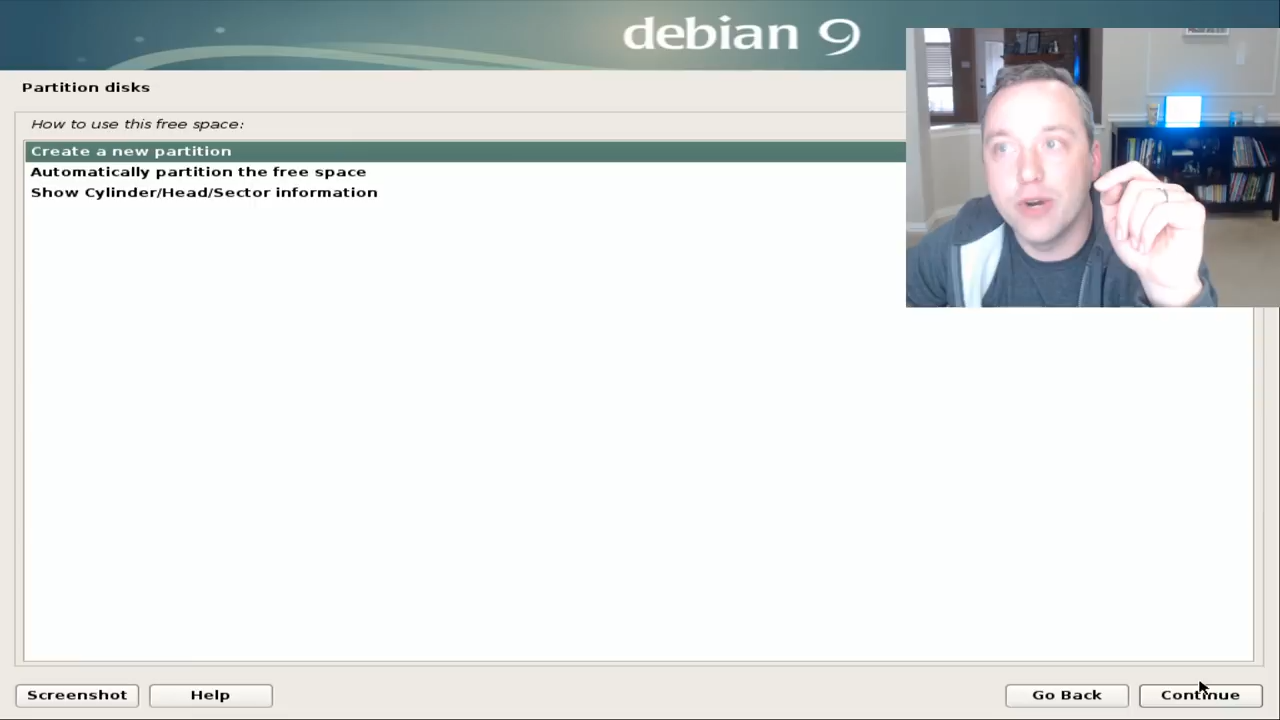 debian 9
Partition disks
How to use this free space:
Create a new partition
Automatically partition the free space
Show Cylinder/Head/Sector information
Screenshot
Help
Go Back
Continue